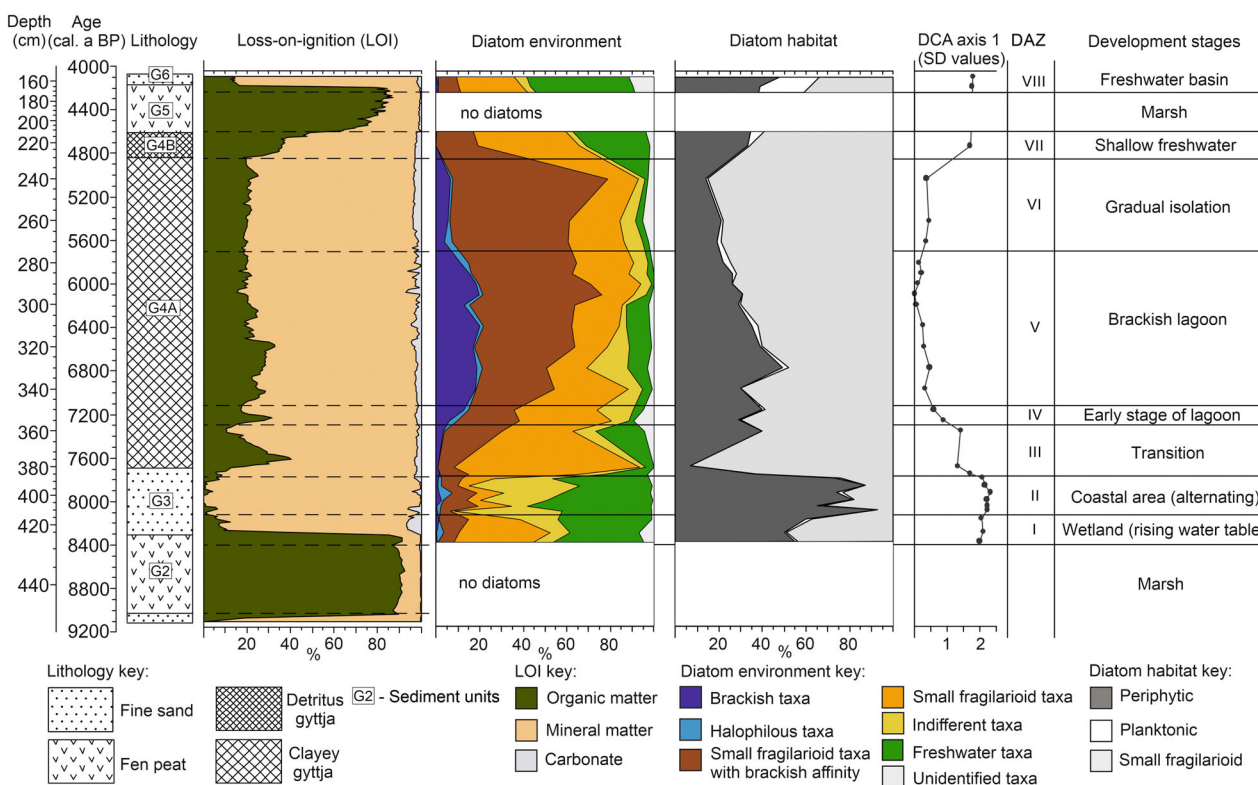 Depth Age
(cm) (cal. a BP) Lithology Loss-on-ignition (LOI) Diatom environment Diatom habitat DCA axis 1 (SD values) DAZ Development stages
4000
160
180
200
220
240
260
280
300
320
340
360
370
400
420
440
4400
4800
5200
5600
6000
6400
6800
7200
7600
8000
8400
8800
9200
G6
G5
G4B
G4A
G3
G2
no diatoms
no diatoms
VIII Freshwater basin
Marsh
VII Shallow freshwater
VI Gradual isolation
V Brackish lagoon
IV Early stage of lagoon
III Transition
II Coastal area (alternating)
I Wetland (rising water table
Marsh
20 40 60 80 20 40 60 80 20 40 60 80 1 2
% % %
Lithology key:
Fine sand
Fen peat
Detritus
gyttja
Clayey
gyttja
G2 - Sediment units
LOI key:
Organic matter
Mineral matter
Carbonate
Diatom environment key:
Brackish taxa
Halophilous taxa
Small fragilarioid taxa
with brackish affinity
Small fragilarioid taxa
Indifferent taxa
Freshwater taxa
Unidentified taxa
Diatom habitat key:
Periphytic
Planktonic
Small fragilarioid